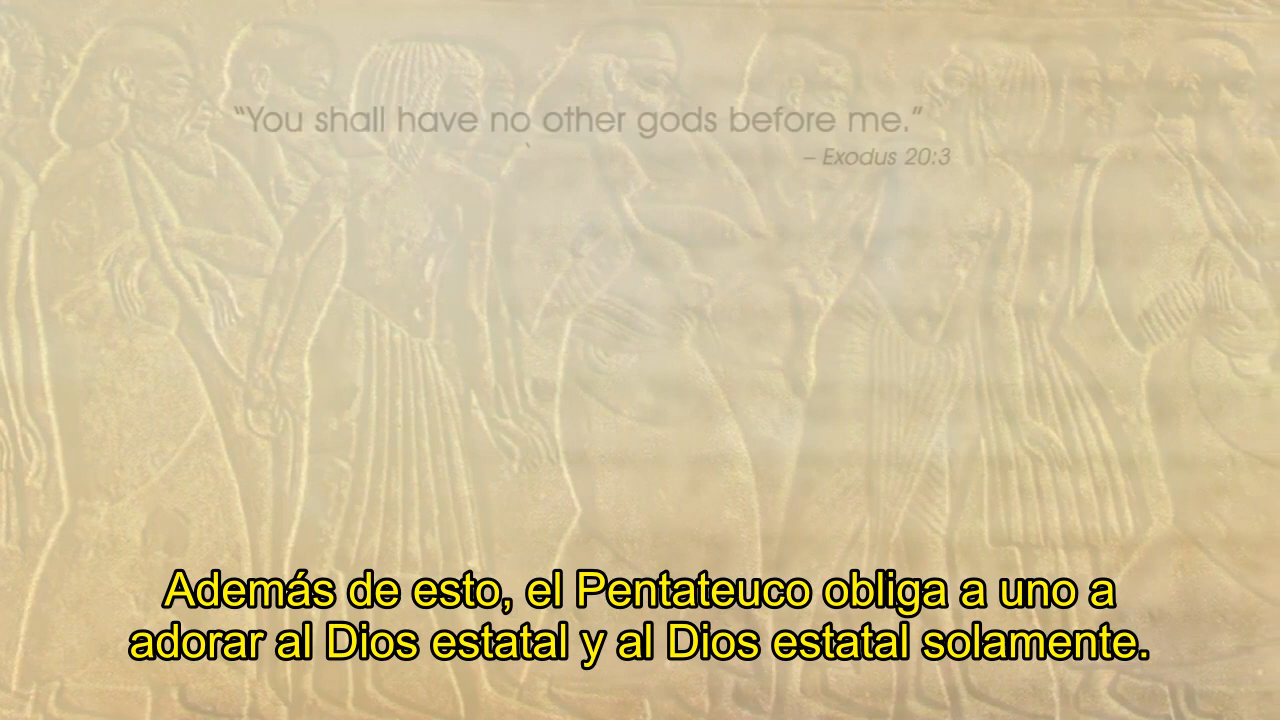 “You shall have no other gods before me.”
– Exodus 20:3
Además de esto, el Pentateuco obliga a uno a
adorar al Dios estatal y al Dios estatal solamente.